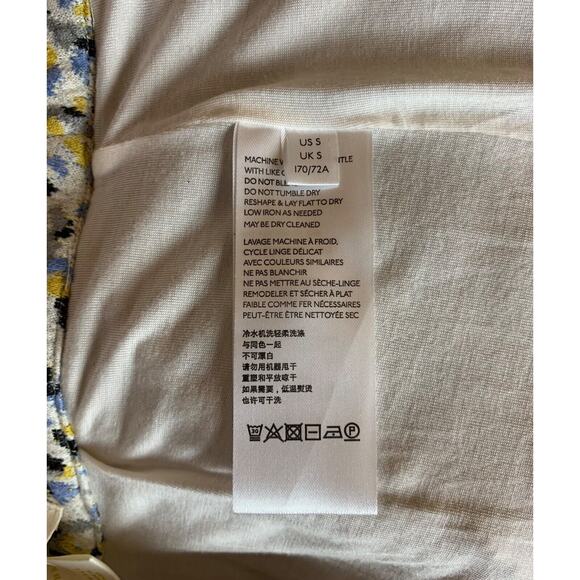 US S
UK S
170/72A
MACHINE
WITH LIKE
DO NOT
DO NOT TUMBLE DRY
RESHAPE & LAY FLAT TO DRY
LOW IRON AS NEEDED
MAY BE DRY CLEANED
LAVAGE MACHINE À FROID,
CYCLE LINGE DÉLICAT
AVEC COULEURS SIMILAIRES
NE PAS BLANCHIR
NE PAS METTRE AU SÈCHE-LINGE
REMODELER ET SÉCHER À PLAT
FAIBLE COMME FER NÉCESSAIRES
PEUT-ÊTRE ÊTRE NETTOYÉE SEC
冷水机洗轻柔洗涤
与同色一起
不可漂白
请勿用机器甩干
重塑和平放晾干
如果需要，低温熨烫
也许可干洗
30
P